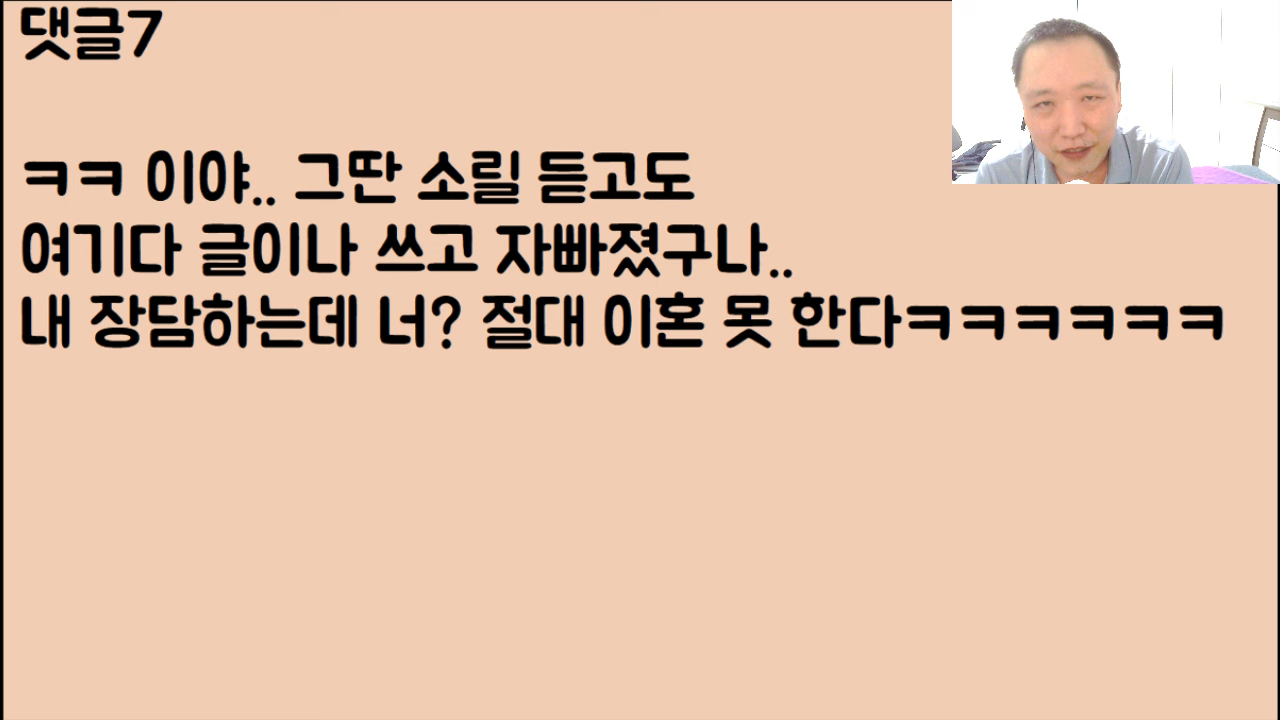 댓글7
ㅋㅋ 이야.. 그딴 소릴 듣고도
여기다 글이나 쓰고 자빠졌구나..
내 장담하는데 너? 절대 이혼 못 한다ㅋㅋㅋㅋㅋㅋ